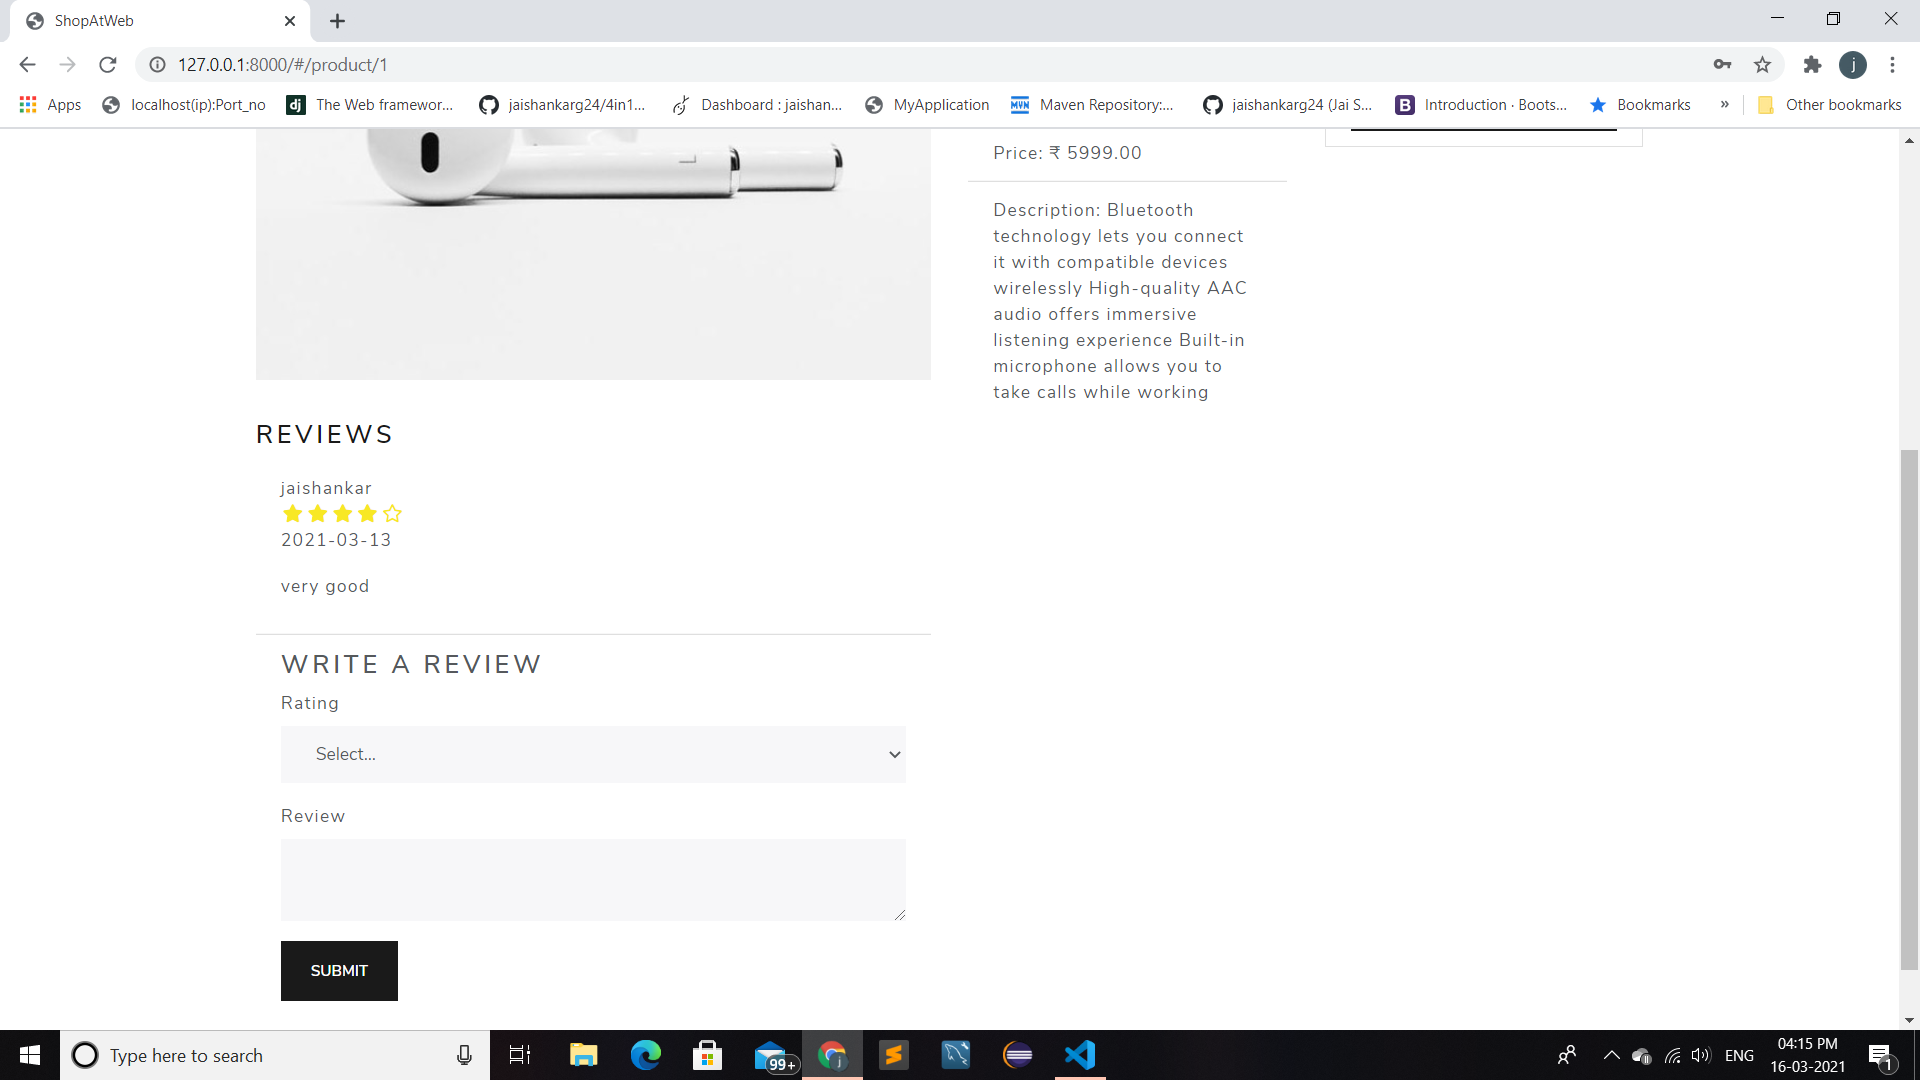 ShopAtWeb
127.0.0.1:8000/#/product/1
j
Apps
localhost(ip):Port_no
dj
The Web framewor...
jaishankarg24/4in1...
Dashboard : jaishan...
MyApplication
MVN
Maven Repository:...
jaishankarg24 (Jai S...
B
Introduction · Boots...
Bookmarks
»
Other bookmarks
Price: ₹ 5999.00
Description: Bluetooth
technology lets you connect
it with compatible devices
wirelessly High-quality AAC
audio offers immersive
listening experience Built-in
microphone allows you to
take calls while working
REVIEWS
jaishankar
2021-03-13
very good
WRITE A REVIEW
Rating
Select...
Review
SUBMIT
Type here to search
99+
j
ENG
04:15 PM
16-03-2021
1